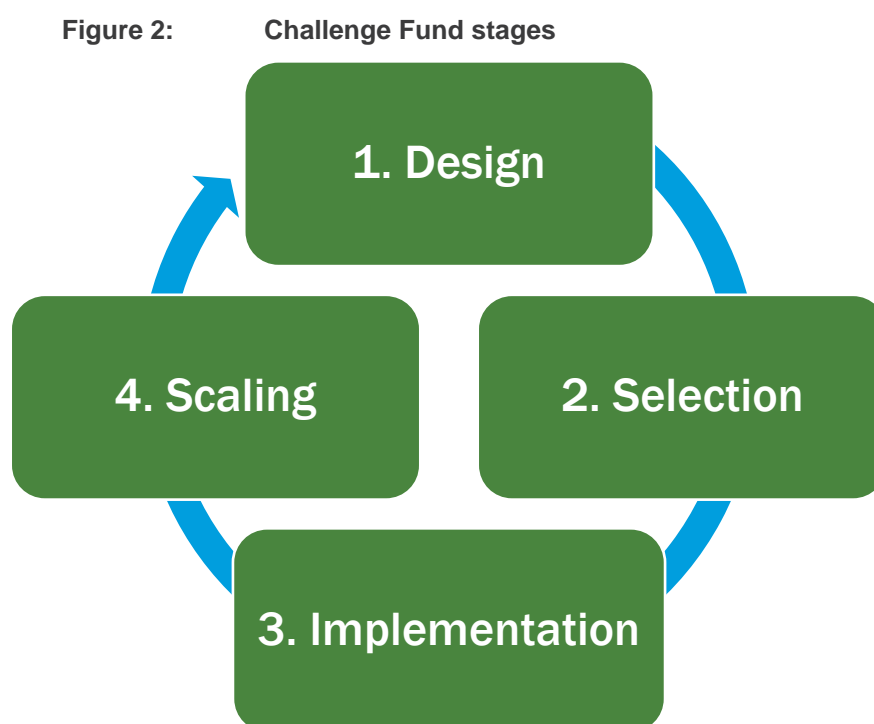 Figure 2: Challenge Fund stages
1. Design
2. Selection
3. Implementation
4. Scaling